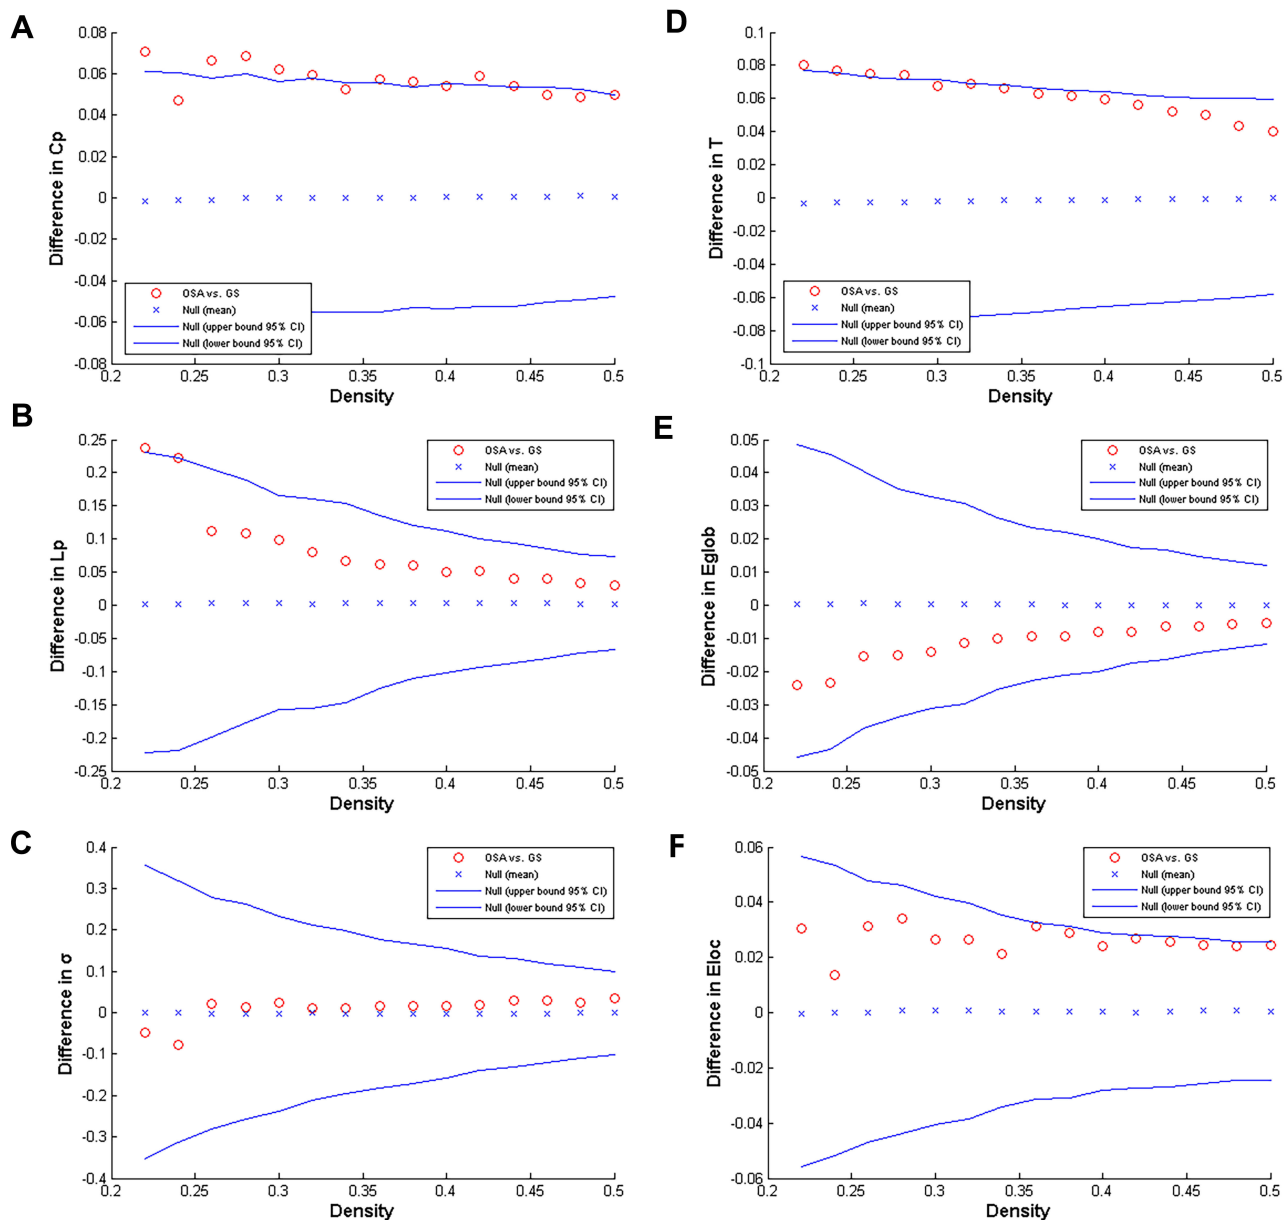 A
0.08
0.06
0.04
0.02
0
-0.02
-0.04
-0.06
-0.08
Difference in Cp
OSA vs. GS
Null (mean)
Null (upper bound 95% CI)
Null (lower bound 95% CI)
0.2
0.25
0.3
0.35
0.4
0.45
0.5
Density
D
0.1
0.08
0.06
0.04
0.02
0
-0.02
-0.04
-0.06
-0.08
-0.1
Difference in T
OSA vs. GS
Null (mean)
Null (upper bound 95% CI)
Null (lower bound 95% CI)
0.2
0.25
0.3
0.35
0.4
0.45
0.5
Density
B
0.25
0.2
0.15
0.1
0.05
0
-0.05
-0.1
-0.15
-0.2
-0.25
Difference in Lp
OSA vs. GS
Null (mean)
Null (upper bound 95% CI)
Null (lower bound 95% CI)
0.2
0.25
0.3
0.35
0.4
0.45
0.5
Density
E
0.05
0.04
0.03
0.02
0.01
0
-0.01
-0.02
-0.03
-0.04
-0.05
Difference in Eglob
OSA vs. GS
Null (mean)
Null (upper bound 95% CI)
Null (lower bound 95% CI)
0.2
0.25
0.3
0.35
0.4
0.45
0.5
Density
C
0.4
0.3
0.2
0.1
0
-0.1
-0.2
-0.3
-0.4
Difference in σ
OSA vs. GS
Null (mean)
Null (upper bound 95% CI)
Null (lower bound 95% CI)
0.2
0.25
0.3
0.35
0.4
0.45
0.5
Density
F
0.06
0.04
0.02
0
-0.02
-0.04
-0.06
Difference in Eloc
OSA vs. GS
Null (mean)
Null (upper bound 95% CI)
Null (lower bound 95% CI)
0.2
0.25
0.3
0.35
0.4
0.45
0.5
Density